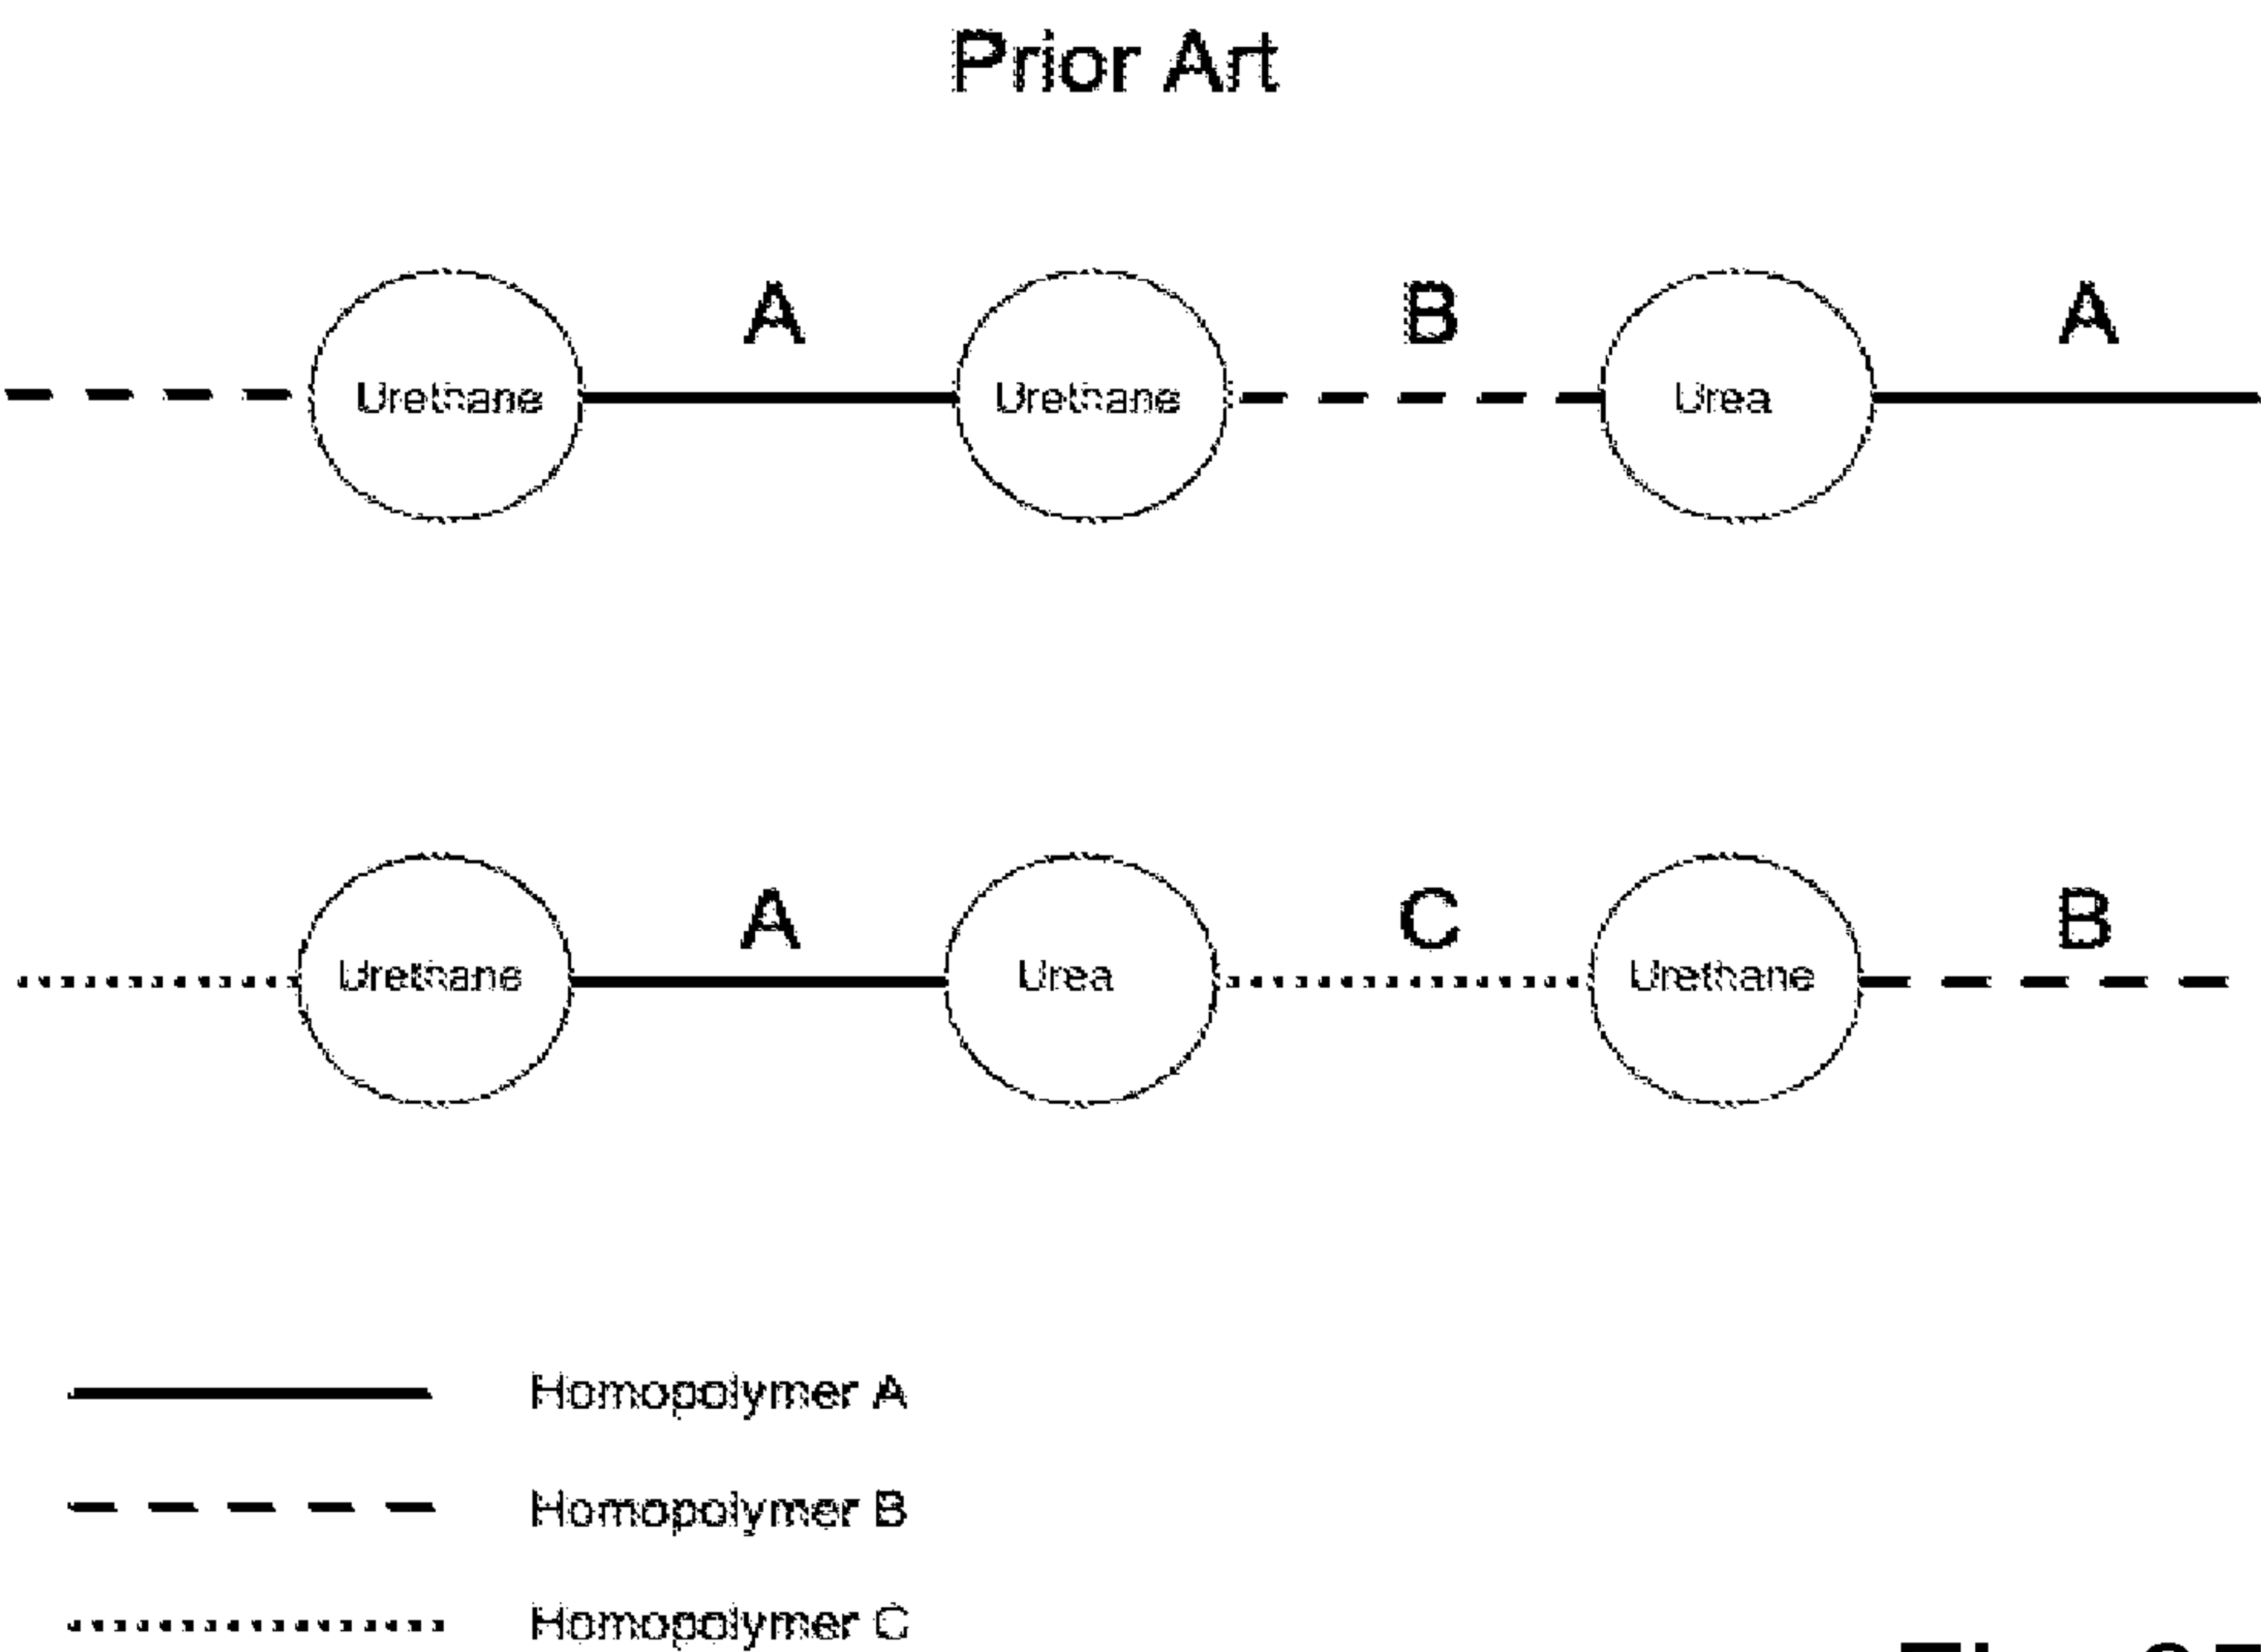 Prior Art
A B A
Urethane Urethane Urea
A C B
Urethane Urea Urethane
Homopolymer A
Homopolymer B
Homopolymer C